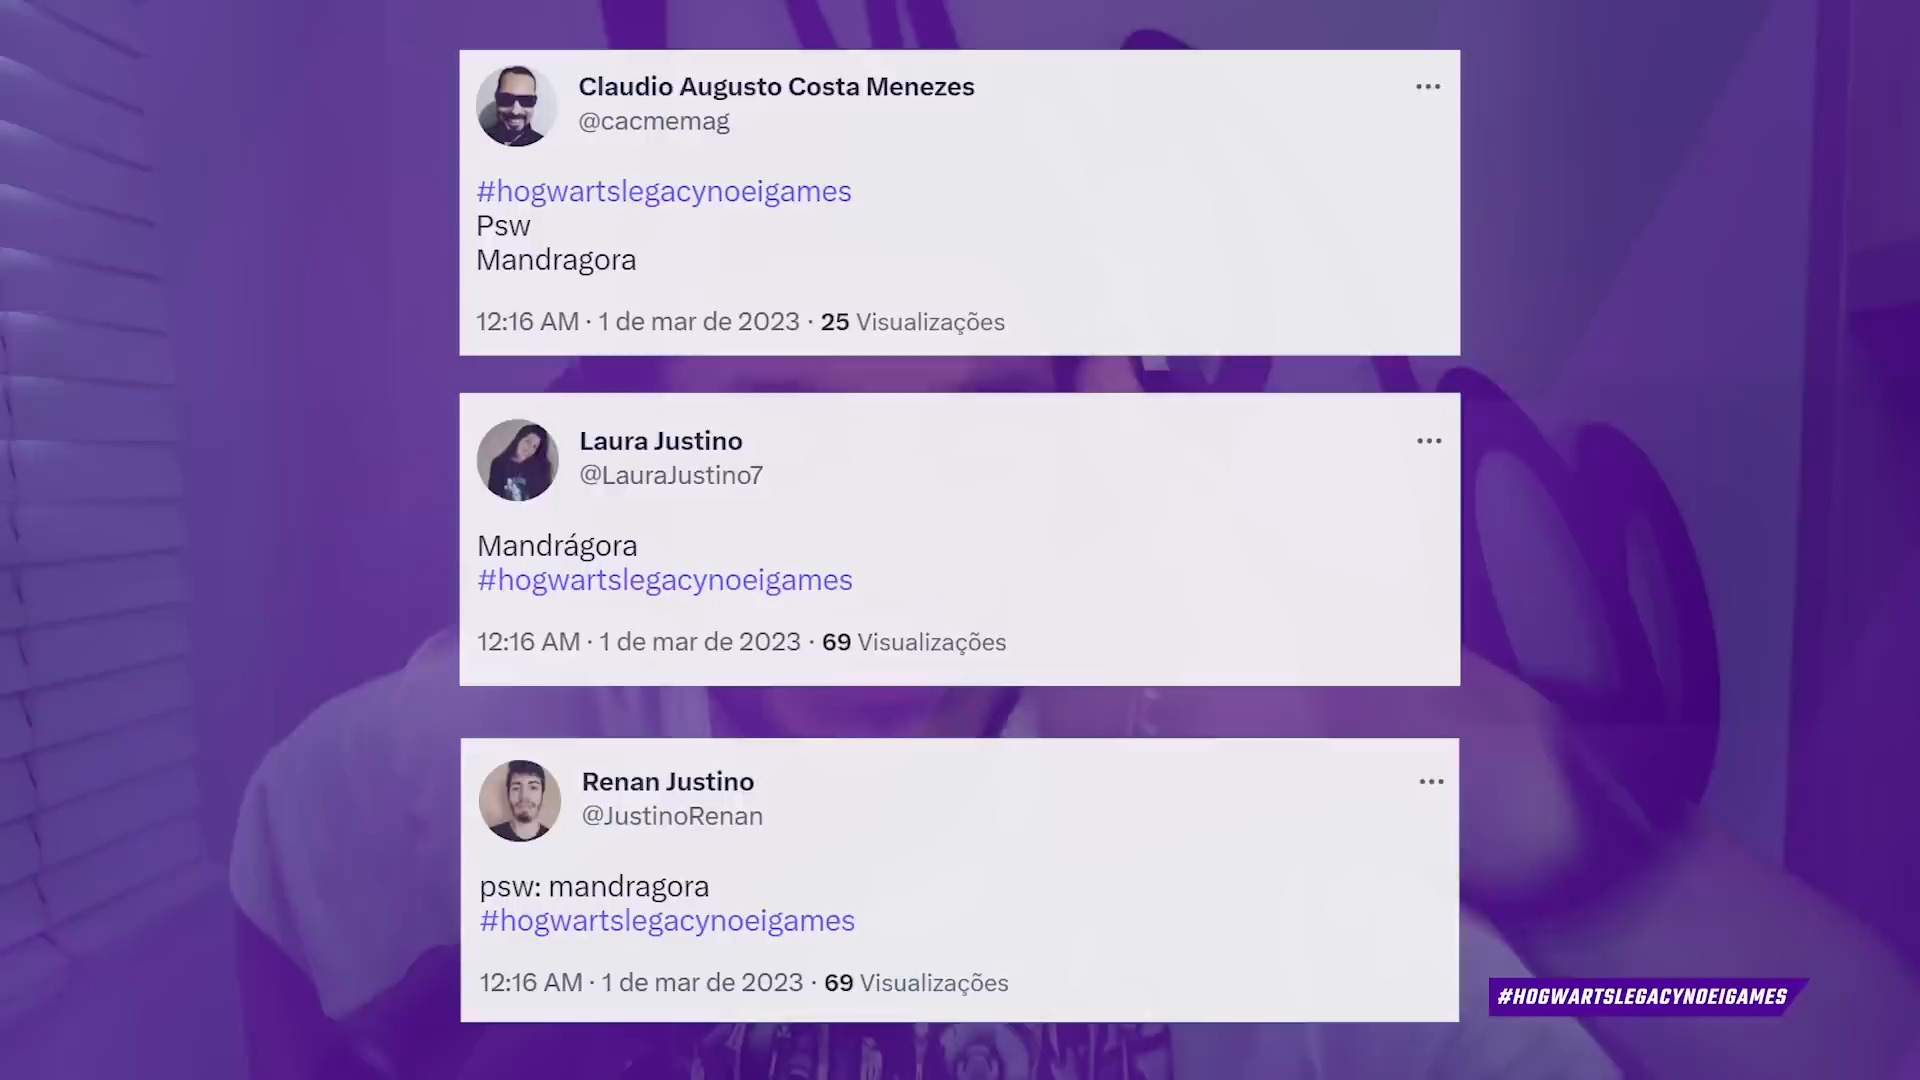 Claudio Augusto Costa Menezes
@cacmemag
#hogwartslegacynoeigames
Psw
Mandragora
12:16 AM · 1 de mar de 2023 · 25 Visualizações
Laura Justino
@LauraJustino7
Mandrágora
#hogwartslegacynoeigames
12:16 AM · 1 de mar de 2023 · 69 Visualizações
Renan Justino
@JustinoRenan
psw: mandragora
#hogwartslegacynoeigames
12:16 AM · 1 de mar de 2023 · 69 Visualizações
#HOGWARTSLEGACYNOEIGAMES